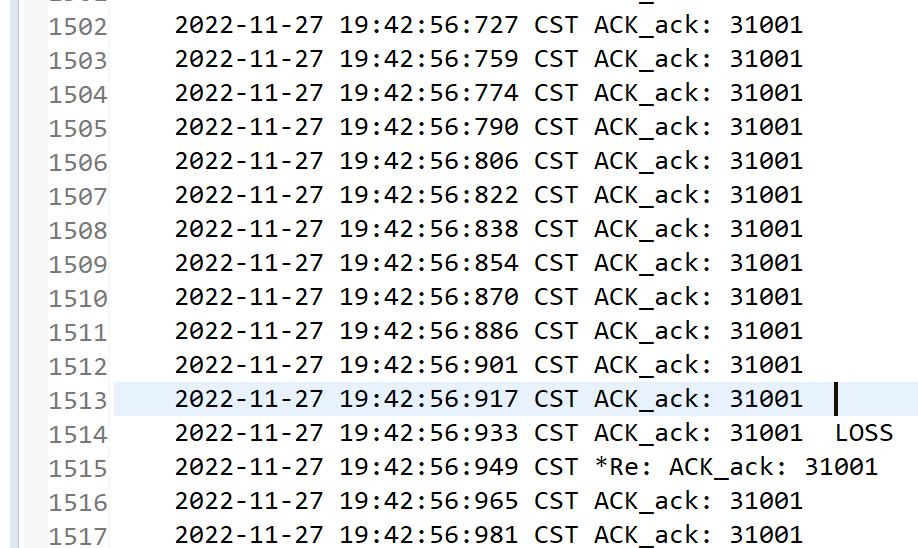 1502 2022-11-27 19:42:56:727 CST ACK_ack: 31001
1503 2022-11-27 19:42:56:759 CST ACK_ack: 31001
1504 2022-11-27 19:42:56:774 CST ACK_ack: 31001
1505 2022-11-27 19:42:56:790 CST ACK_ack: 31001
1506 2022-11-27 19:42:56:806 CST ACK_ack: 31001
1507 2022-11-27 19:42:56:822 CST ACK_ack: 31001
1508 2022-11-27 19:42:56:838 CST ACK_ack: 31001
1509 2022-11-27 19:42:56:854 CST ACK_ack: 31001
1510 2022-11-27 19:42:56:870 CST ACK_ack: 31001
1511 2022-11-27 19:42:56:886 CST ACK_ack: 31001
1512 2022-11-27 19:42:56:901 CST ACK_ack: 31001
1513 2022-11-27 19:42:56:917 CST ACK_ack: 31001
1514 2022-11-27 19:42:56:933 CST ACK_ack: 31001 LOSS
1515 2022-11-27 19:42:56:949 CST *Re: ACK_ack: 31001
1516 2022-11-27 19:42:56:965 CST ACK_ack: 31001
1517 2022-11-27 19:42:56:981 CST ACK_ack: 31001